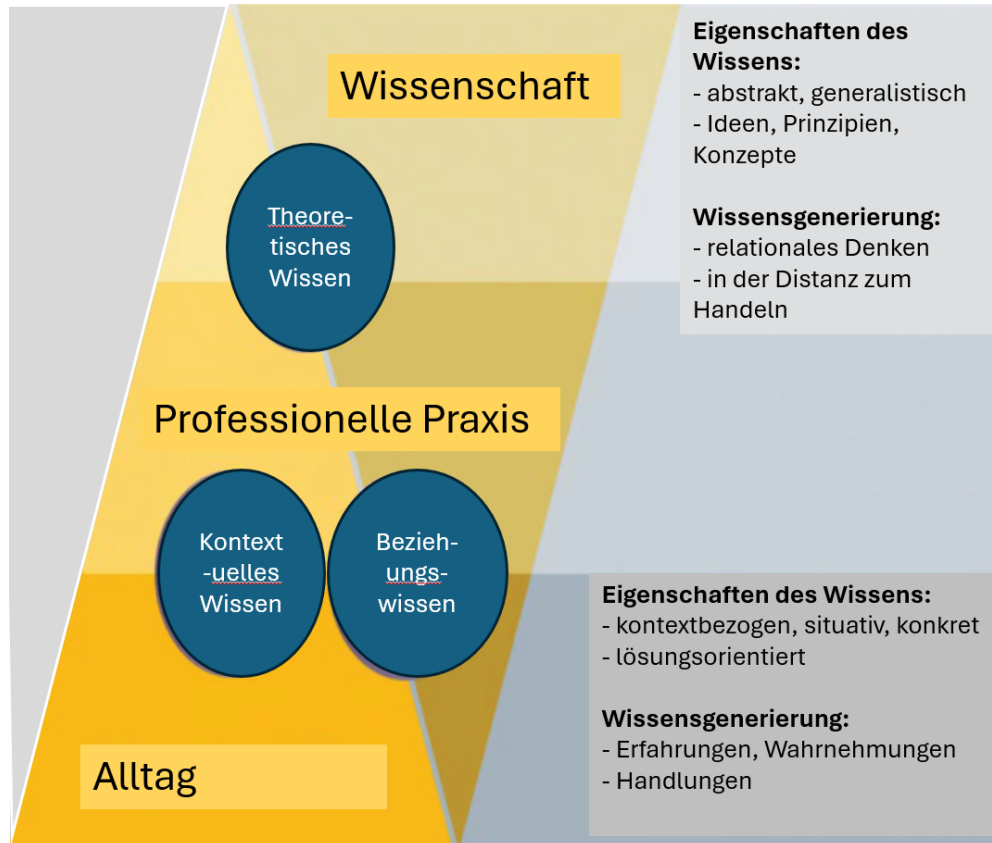 Wissenschaft
Eigenschaften des
Wissens:
- abstrakt, generalistisch
- Ideen, Prinzipien,
Konzepte
Wissensgenerierung:
- relationales Denken
- in der Distanz zum
Handeln
Theore-
tisches
Wissen
Professionelle Praxis
Kontext
-uelles
Wissen
Bezieh-
ungs-
wissen
Eigenschaften des Wissens:
- kontextbezogen, situativ, konkret
- lösungsorientiert
Wissensgenerierung:
- Erfahrungen, Wahrnehmungen
- Handlungen
Alltag